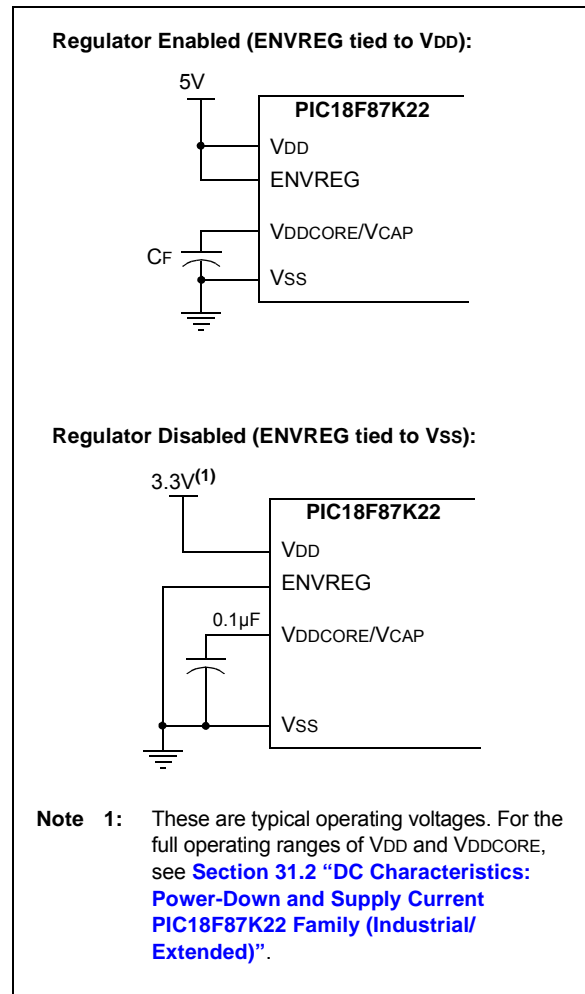 Regulator Enabled (ENVREG tied to VDD):
5V
PIC18F87K22
VDD
ENVREG
VDDCORE/VCAP
CF
VSS
Regulator Disabled (ENVREG tied to VSS):
3.3V(1)
PIC18F87K22
VDD
ENVREG
0.1µF
VDDCORE/VCAP
VSS
Note 1: These are typical operating voltages. For the
full operating ranges of VDD and VDDCORE,
see Section 31.2 “DC Characteristics:
Power-Down and Supply Current
PIC18F87K22 Family (Industrial/
Extended)”.